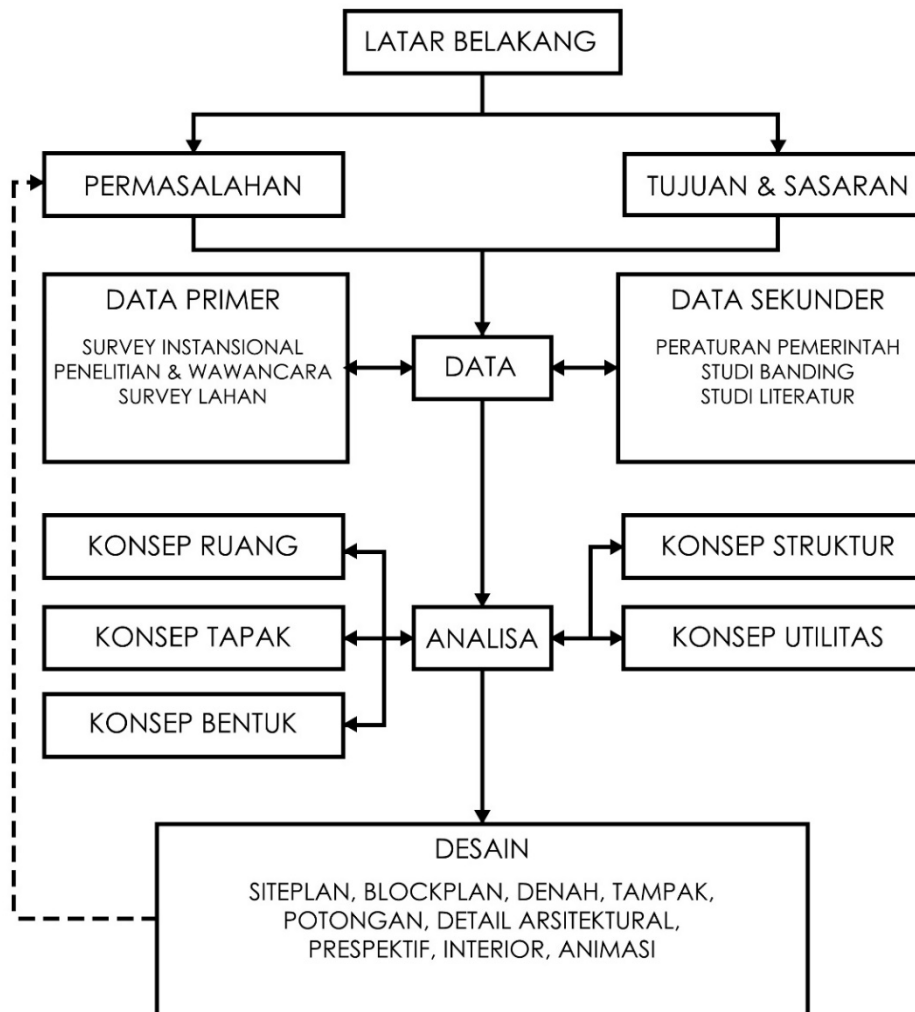 LATAR BELAKANG
PERMASALAHAN
TUJUAN & SASARAN
DATA PRIMER
SURVEY INSTANSIONAL
PENELITIAN & WAWANCARA
SURVEY LAHAN
DATA
DATA SEKUNDER
PERATURAN PEMERINTAH
STUDI BANDING
STUDI LITERATUR
KONSEP RUANG
KONSEP TAPAK
KONSEP BENTUK
ANALISA
KONSEP STRUKTUR
KONSEP UTILITAS
DESAIN
SITEPLAN, BLOCKPLAN, DENAH, TAMPAK,
POTONGAN, DETAIL ARSITEKTURAL,
PRESPEKTIF, INTERIOR, ANIMASI